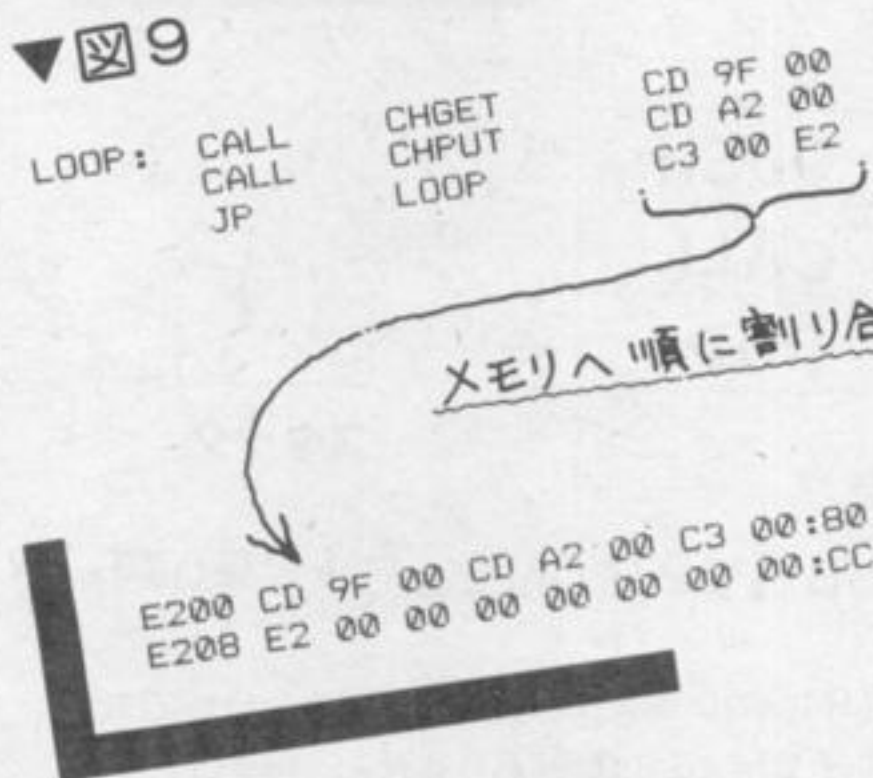 ▼図9
LOOP: CALL CHGET CD 9F 00
CALL CHPUT CD A2 00
JP LOOP C3 00 E2
メモリへ順に割り合
E200 CD 9F 00 CD A2 00 C3 00:80
E208 E2 00 00 00 00 00 00 00:CC